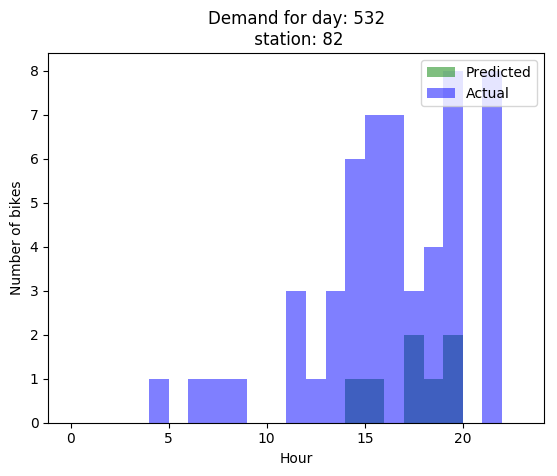 Demand for day: 532
station: 82
Predicted
Actual
Number of bikes
8
7
6
5
4
3
2
1
0
0 5 10 15 20
Hour